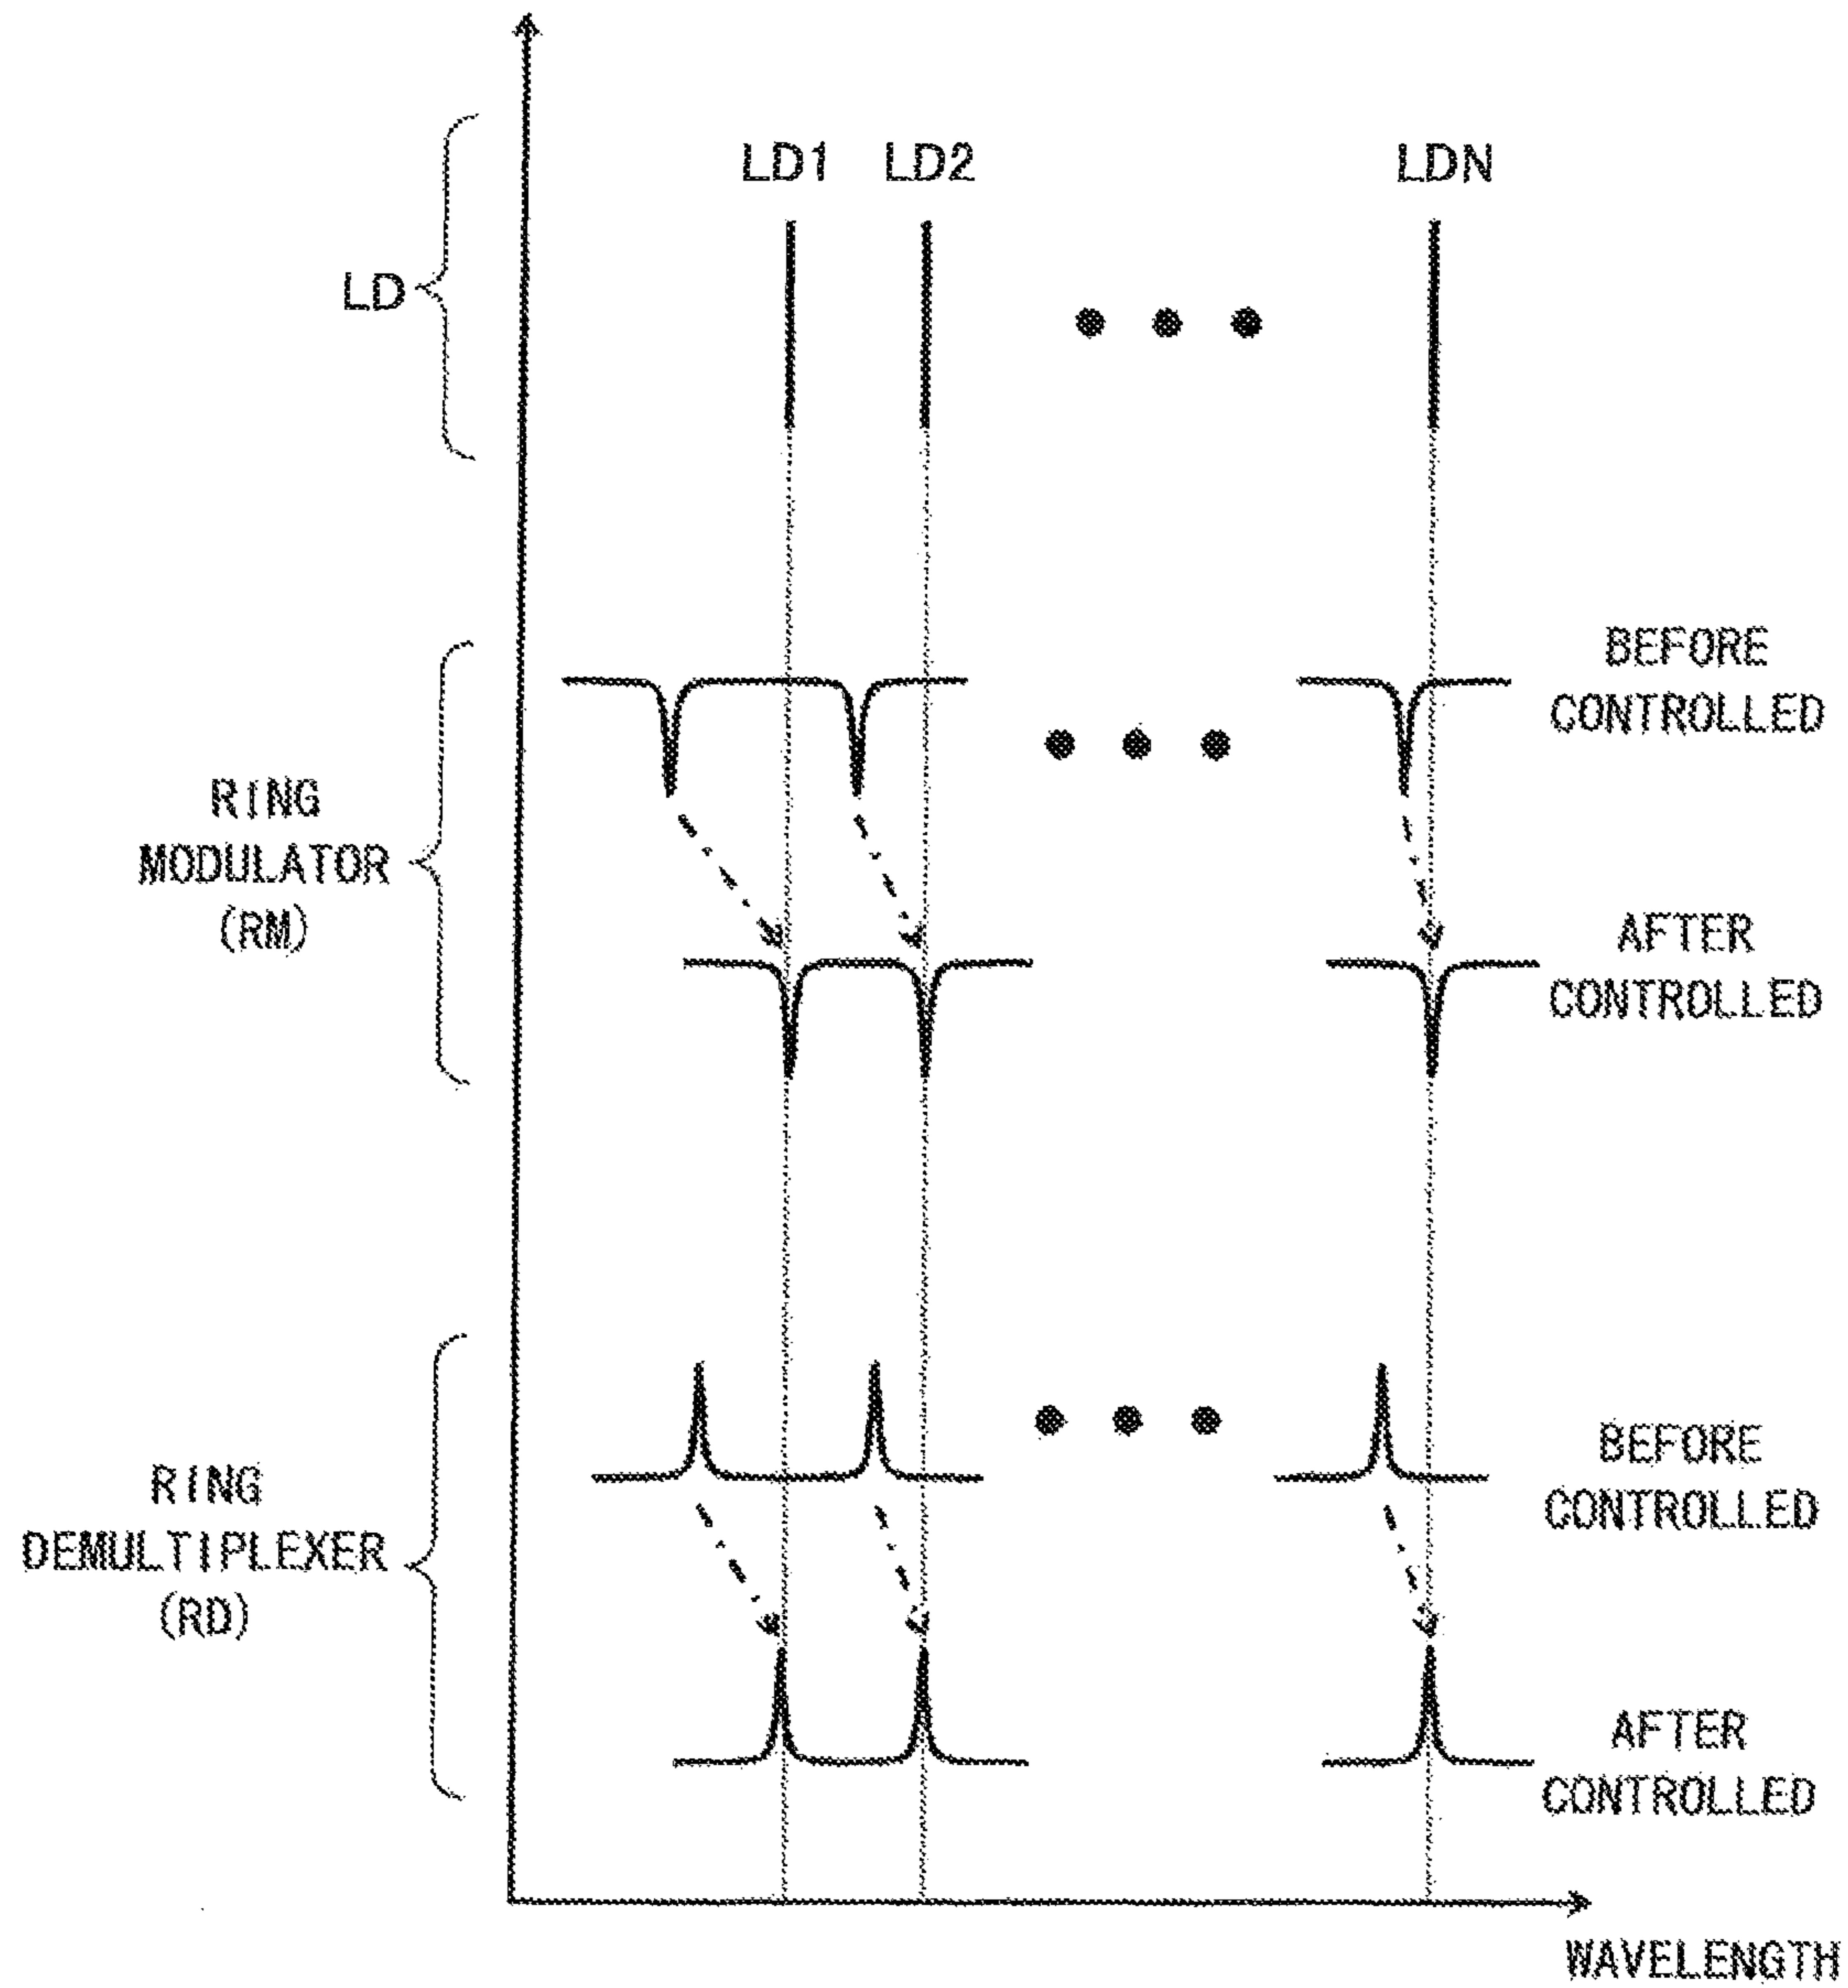 LD1 LD2 LDN
LD
BEFORE
CONTROLLED
RING
MODULATOR
(RM)
AFTER
CONTROLLED
RING
DEMULTIPLEXER
(RD)
BEFORE
CONTROLLED
AFTER
CONTROLLED
WAVELENGTH